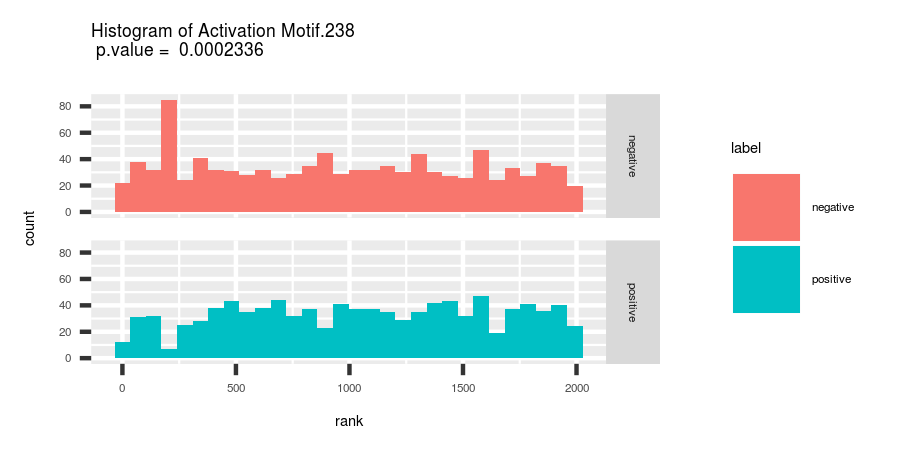 Histogram of Activation Motif.238
p.value = 0.0002336
count
80
60
40
20
0
negative
80
60
40
20
0
positive
0 500 1000 1500 2000
rank
label
negative
positive